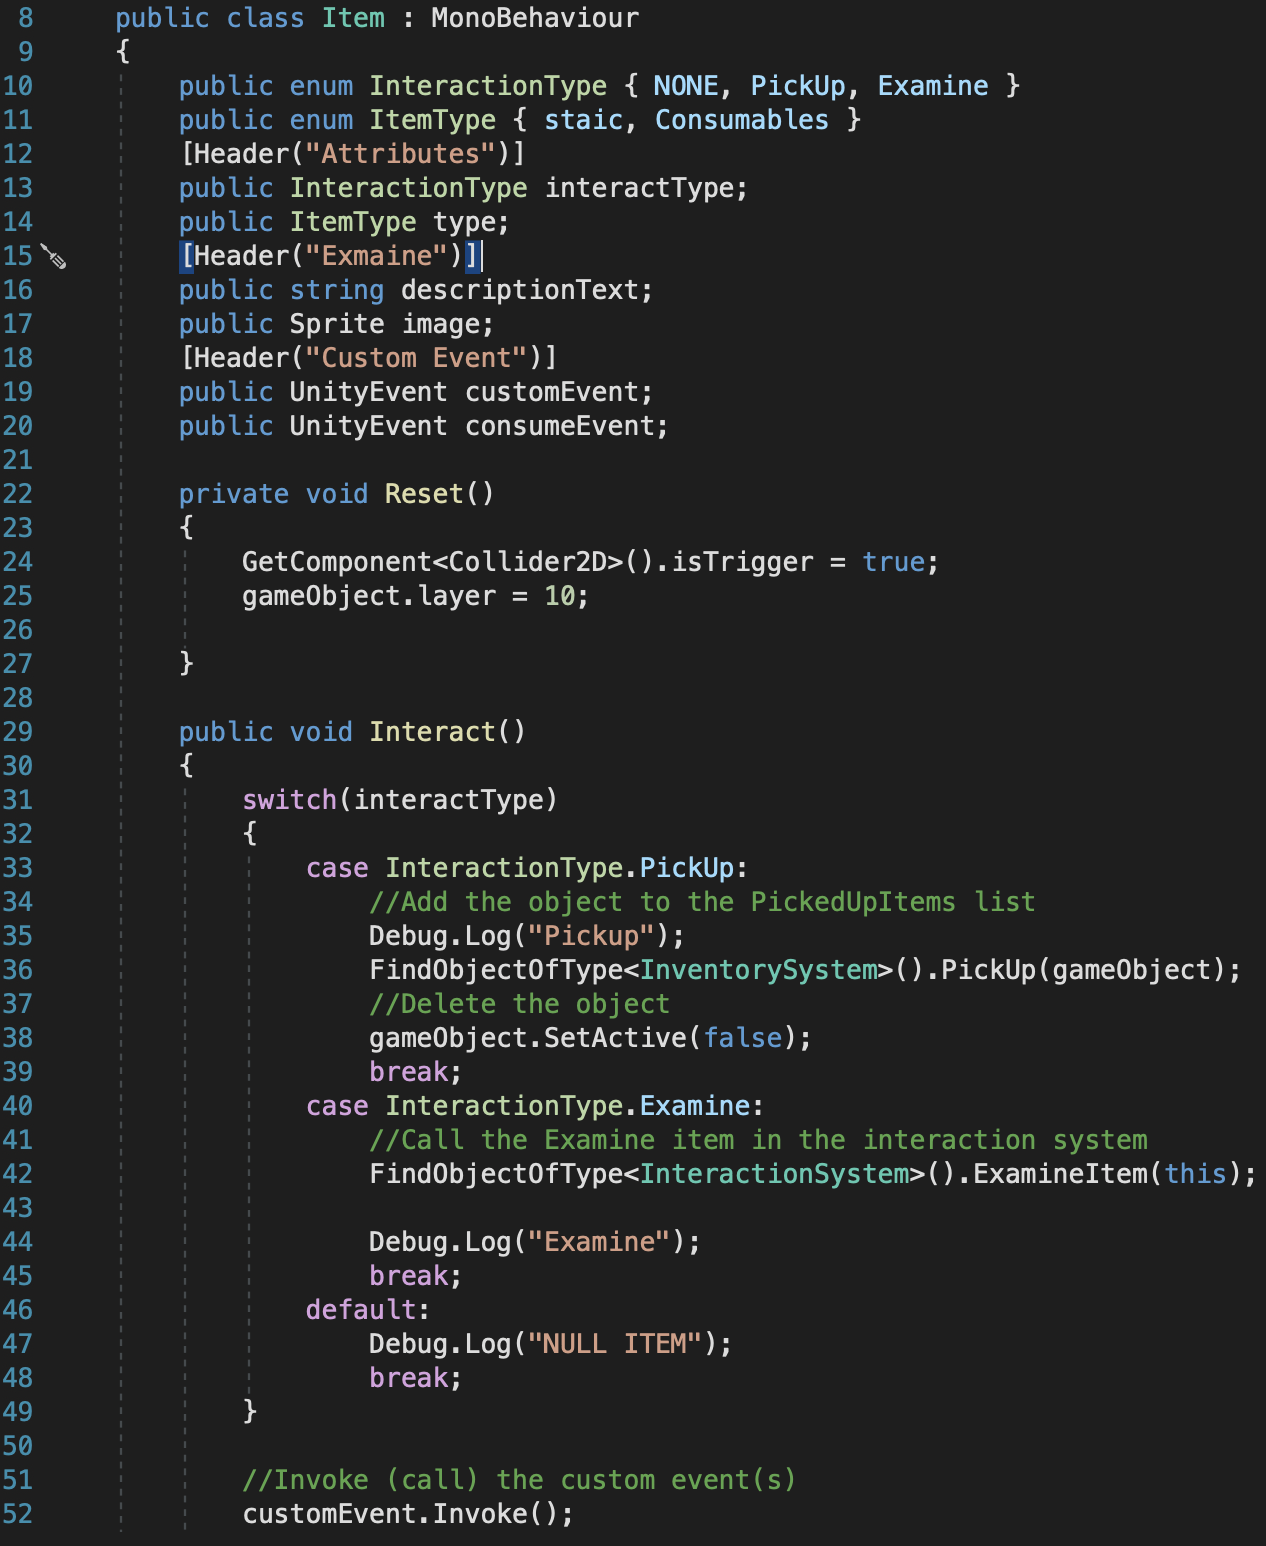 8 public class Item : MonoBehaviour
9 {
10 public enum InteractionType { NONE, PickUp, Examine }
11 public enum ItemType { staic, Consumables }
12 [Header("Attributes")]
13 public InteractionType interactType;
14 public ItemType type;
15 [Header("Exmaine")]
16 public string descriptionText;
17 public Sprite image;
18 [Header("Custom Event")]
19 public UnityEvent customEvent;
20 public UnityEvent consumeEvent;
21
22 private void Reset()
23 {
24 GetComponent<Collider2D>().isTrigger = true;
25 gameObject.layer = 10;
26
27 }
28
29 public void Interact()
30 {
31 switch(interactType)
32 {
33 case InteractionType.PickUp:
34 //Add the object to the PickedUpItems list
35 Debug.Log("Pickup");
36 FindObjectOfType<InventorySystem>().PickUp(gameObject);
37 //Delete the object
38 gameObject.SetActive(false);
39 break;
40 case InteractionType.Examine:
41 //Call the Examine item in the interaction system
42 FindObjectOfType<InteractionSystem>().ExamineItem(this);
43
44 Debug.Log("Examine");
45 break;
46 default:
47 Debug.Log("NULL ITEM");
48 break;
49 }
50
51 //Invoke (call) the custom event(s)
52 customEvent.Invoke();